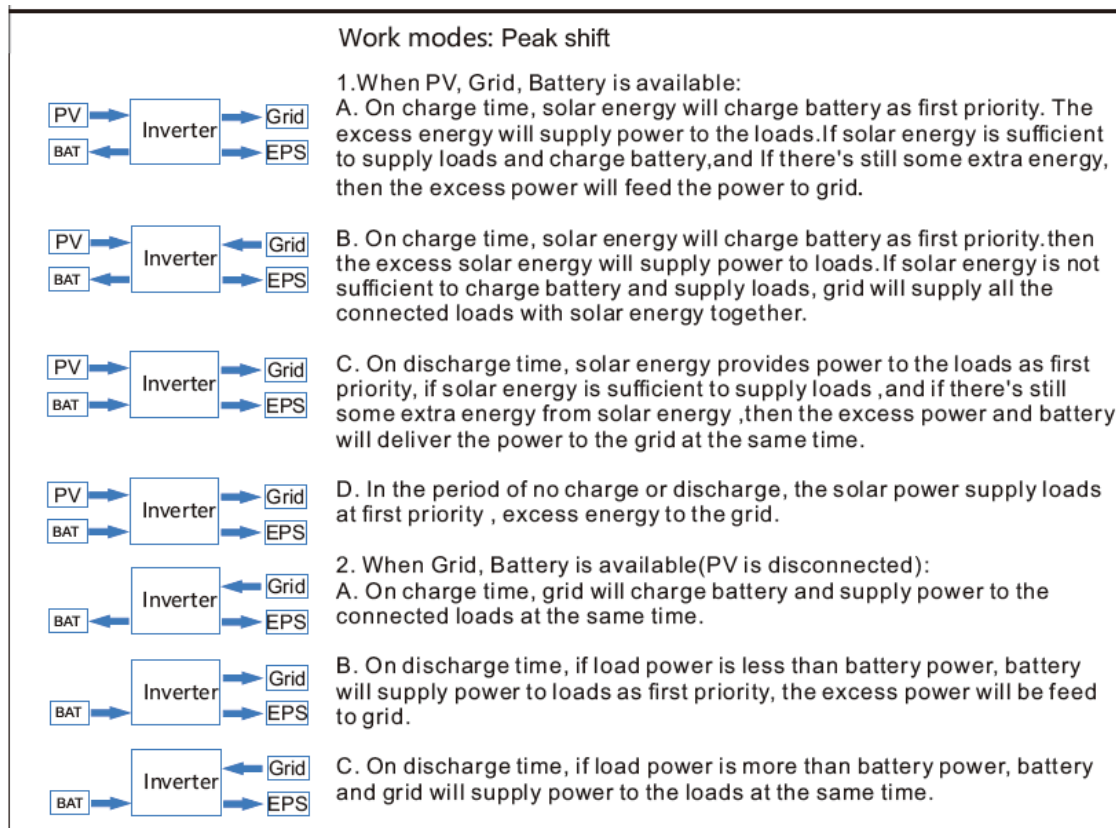 Work modes: Peak shift
1.When PV, Grid, Battery is available:
PV
Inverter
Grid
BAT
EPS
A. On charge time, solar energy will charge battery as first priority. The
excess energy will supply power to the loads.If solar energy is sufficient
to supply loads and charge battery,and If there's still some extra energy,
then the excess power will feed the power to grid.
PV
Inverter
Grid
BAT
EPS
B. On charge time, solar energy will charge battery as first priority.then
the excess solar energy will supply power to loads.If solar energy is not
sufficient to charge battery and supply loads, grid will supply all the
connected loads with solar energy together.
PV
Inverter
Grid
BAT
EPS
C. On discharge time, solar energy provides power to the loads as first
priority, if solar energy is sufficient to supply loads ,and if there's still
some extra energy from solar energy ,then the excess power and battery
will deliver the power to the grid at the same time.
PV
Inverter
Grid
BAT
EPS
D. In the period of no charge or discharge, the solar power supply loads
at first priority , excess energy to the grid.
2. When Grid, Battery is available(PV is disconnected):
Inverter
Grid
BAT
EPS
A. On charge time, grid will charge battery and supply power to the
connected loads at the same time.
Inverter
Grid
BAT
EPS
B. On discharge time, if load power is less than battery power, battery
will supply power to loads as first priority, the excess power will be feed
to grid.
Inverter
Grid
BAT
EPS
C. On discharge time, if load power is more than battery power, battery
and grid will supply power to the loads at the same time.